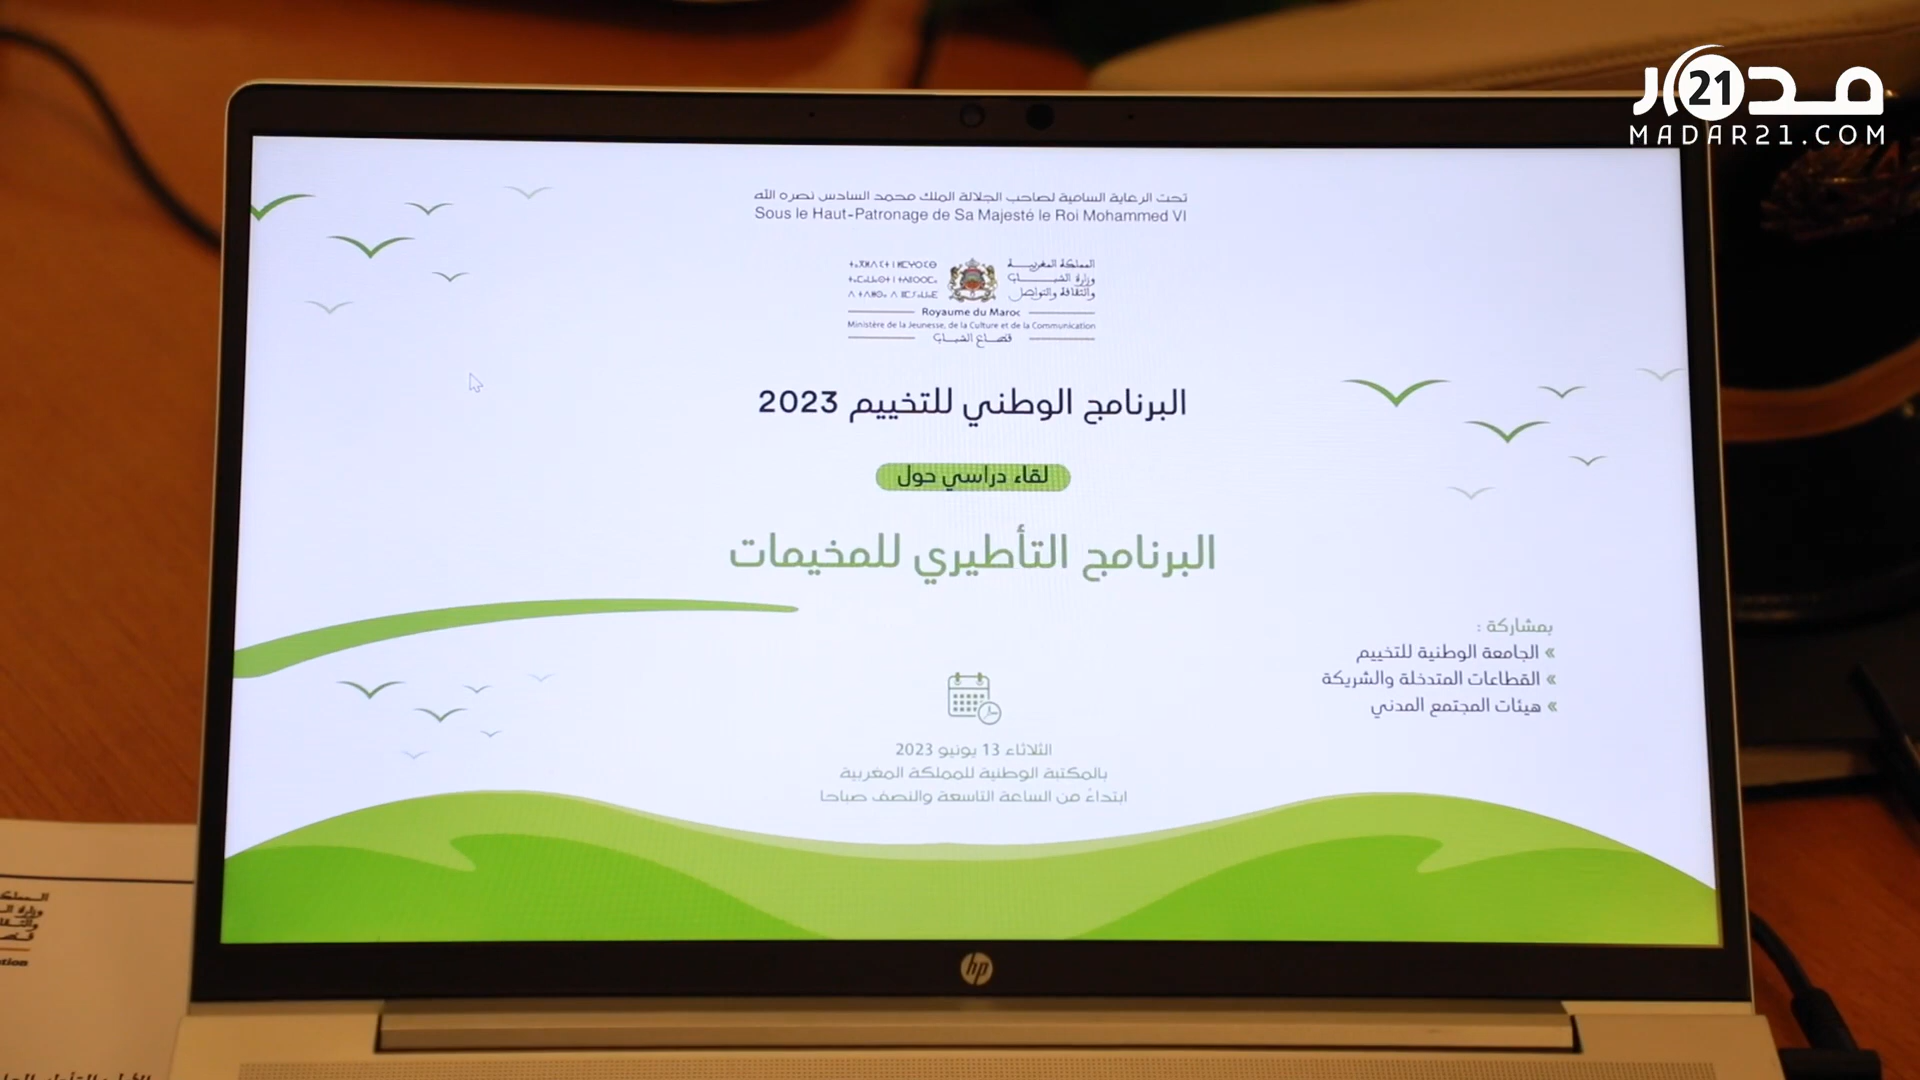 مدار 21
MADAR21.COM
تحت الرعاية السامية لصاحب الجلالة الملك محمد السادس نصره الله
Sous le Haut-Patronage de Sa Majesté le Roi Mohammed VI
المملكة المغربية
وزارة الشباب
والثقافة والتواصل
Royaume du Maroc
Ministère de la Jeunesse, de la Culture et de la Communication
قطاع الشباب
البرنامج الوطني للتخييم 2023
لقاء دراسي حول
البرنامج التأطيري للمخيمات
بمشاركة :
» الجامعة الوطنية للتخييم
» القطاعات المتدخلة والشريكة
» هيئات المجتمع المدني
الثلاثاء 13 يونيو 2023
بالمكتبة الوطنية للمملكة المغربية
ابتداءً من الساعة التاسعة والنصف صباحا
hp